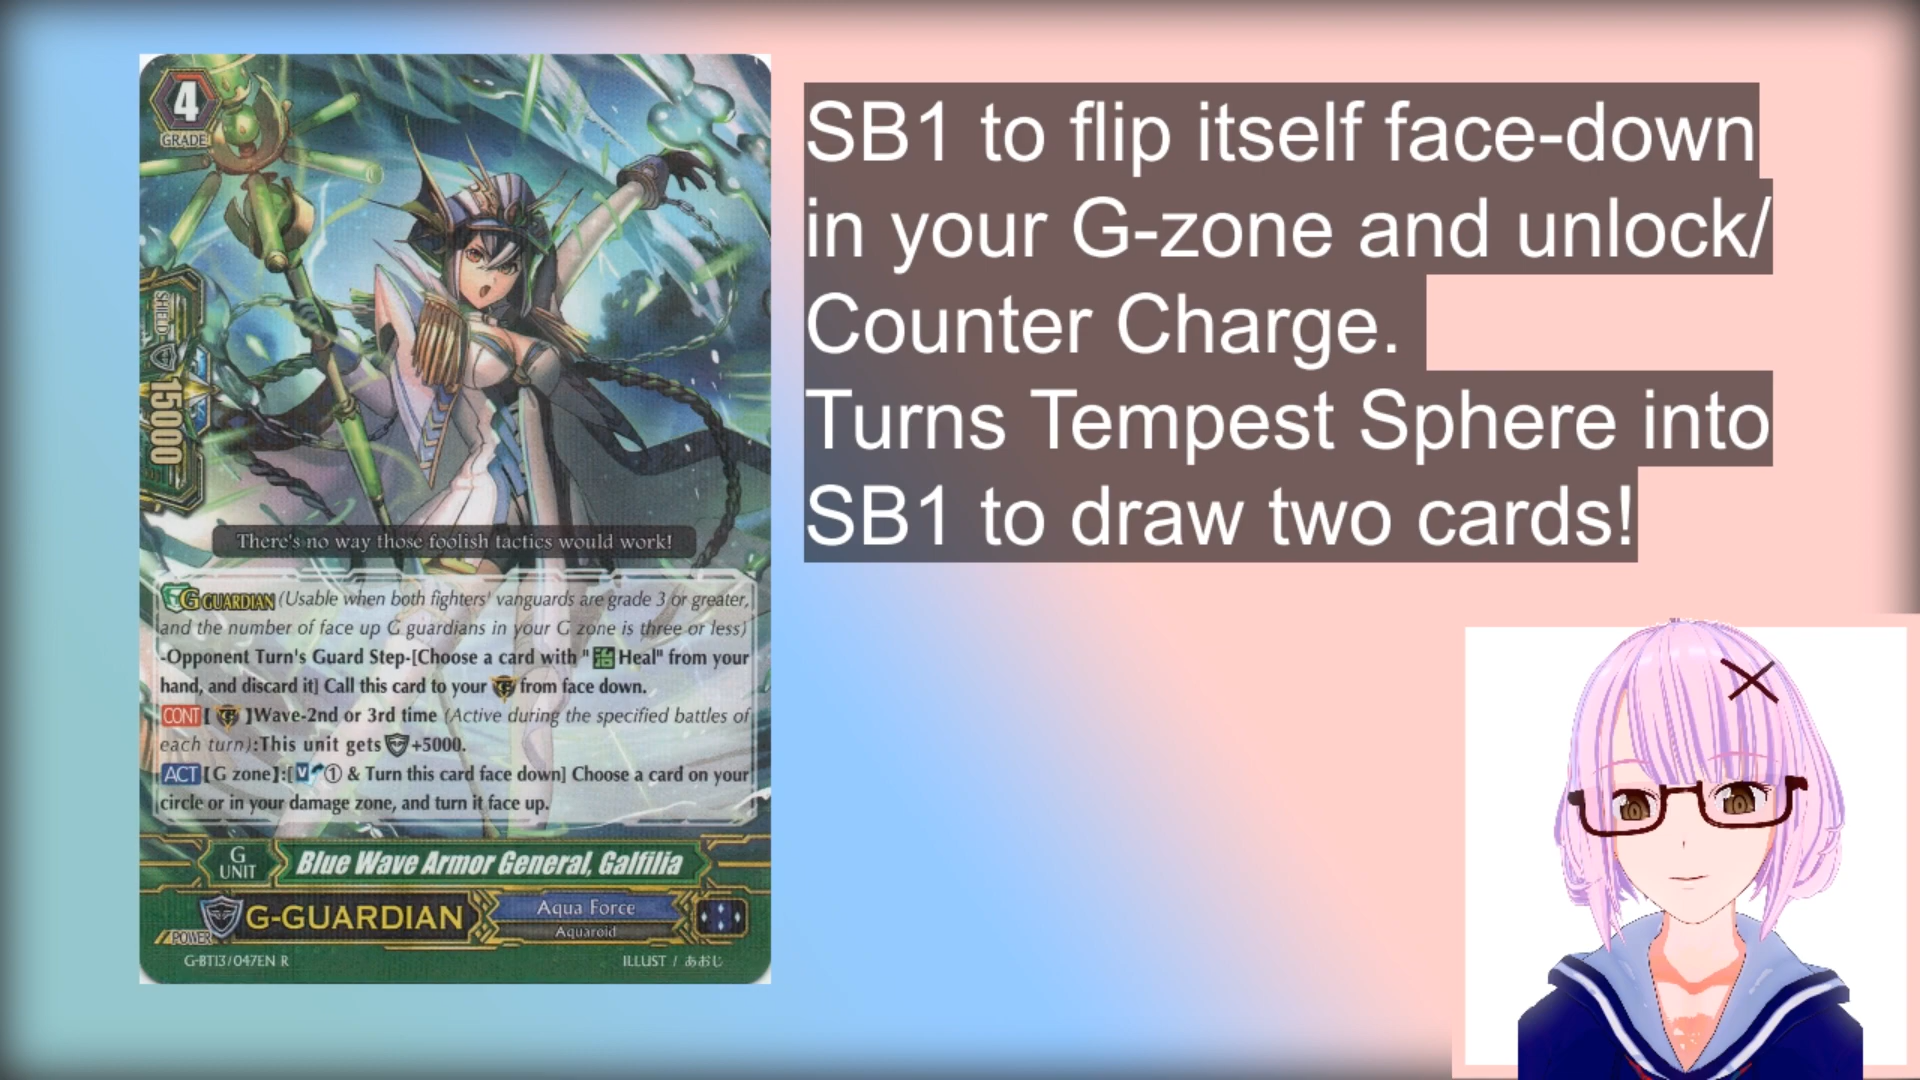 4
GRADE
SHIELD
15000
There's no way those foolish tactics would work!
G GUARDIAN (Usable when both fighters' vanguards are grade 3 or greater,
and the number of face up G guardians in your G zone is three or less)
-Opponent Turn's Guard Step-[Choose a card with "治Heal" from your
hand, and discard it] Call this card to your G from face down.
CONT [ G ]Wave-2nd or 3rd time (Active during the specified battles of
each turn):This unit gets +5000.
ACT [G zone]:[V ① & Turn this card face down] Choose a card on your
circle or in your damage zone, and turn it face up.
G
UNIT
Blue Wave Armor General, Galfilia
POWER
G-GUARDIAN
Aqua Force
Aquaroid
G-BT13/047EN R
ILLUST / あおじ
SB1 to flip itself face-down
in your G-zone and unlock/
Counter Charge.
Turns Tempest Sphere into
SB1 to draw two cards!